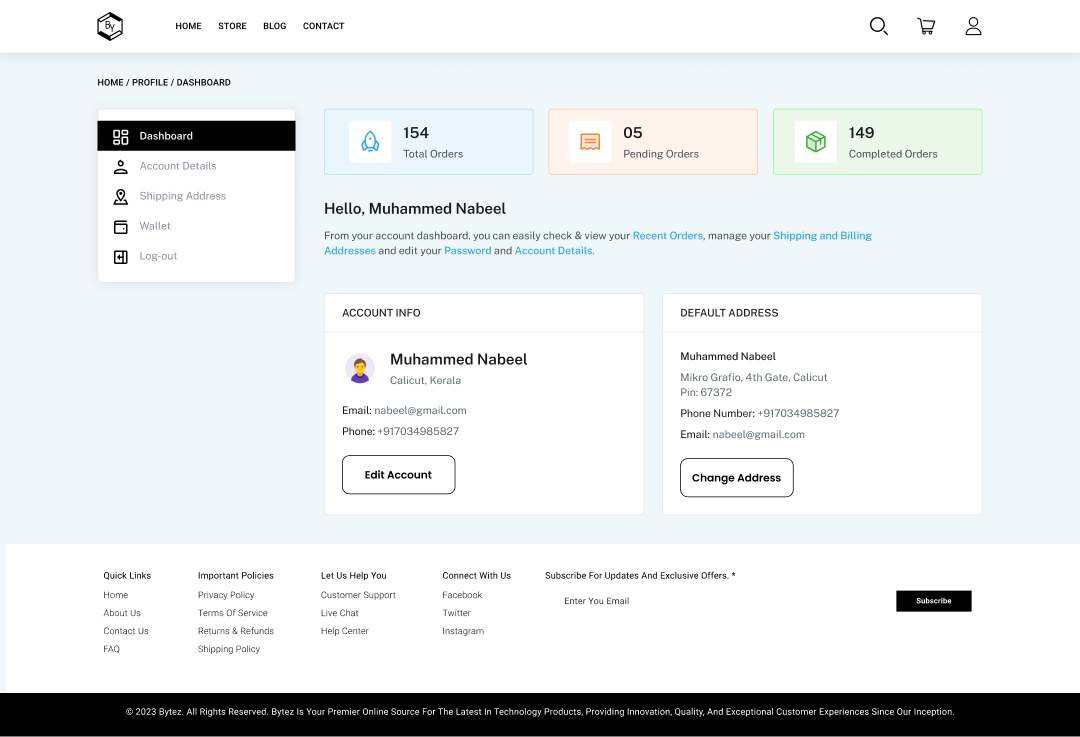 By
HOME STORE BLOG CONTACT
HOME / PROFILE / DASHBOARD
Dashboard
Account Details
Shipping Address
Wallet
Log-out
154
Total Orders
05
Pending Orders
149
Completed Orders
Hello, Muhammed Nabeel
From your account dashboard. you can easily check & view your Recent Orders, manage your Shipping and Billing
Addresses and edit your Password and Account Details.
ACCOUNT INFO
Muhammed Nabeel
Calicut, Kerala
Email: nabeel@gmail.com
Phone: +917034985827
Edit Account
DEFAULT ADDRESS
Muhammed Nabeel
Mikro Grafio, 4th Gate, Calicut
Pin: 67372
Phone Number: +917034985827
Email: nabeel@gmail.com
Change Address
Quick Links
Home
About Us
Contact Us
FAQ
Important Policies
Privacy Policy
Terms Of Service
Returns & Refunds
Shipping Policy
Let Us Help You
Customer Support
Live Chat
Help Center
Connect With Us
Facebook
Twitter
Instagram
Subscribe For Updates And Exclusive Offers. *
Enter You Email
Subscribe
© 2023 Bytez. All Rights Reserved. Bytez Is Your Premier Online Source For The Latest In Technology Products, Providing Innovation, Quality, And Exceptional Customer Experiences Since Our Inception.